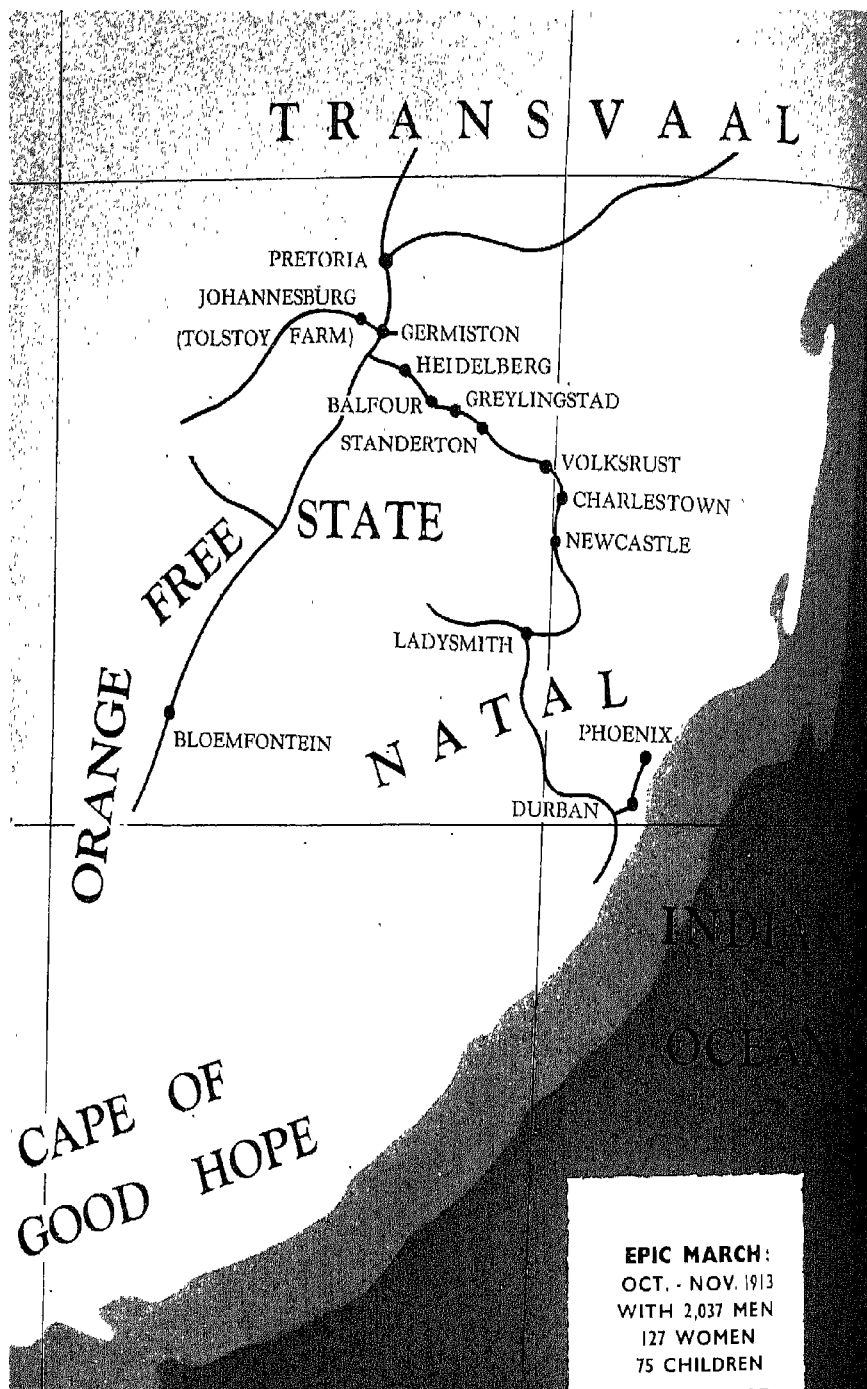 TRANSVAAL
PRETORIA
JOHANNESBURG
(TOLSTOY FARM)
GERMISTON
HEIDELBERG
BALFOUR
GREYLINGSTAD
STANDERTON
VOLKSRUST
CHARLESTOWN
NEWCASTLE
ORANGE FREE STATE
LADYSMITH
NATAL
PHOENIX
BLOEMFONTEIN
DURBAN
INDIAN
OCEAN
CAPE OF
GOOD HOPE
EPIC MARCH:
OCT. - NOV. 1913
WITH 2,037 MEN
127 WOMEN
75 CHILDREN